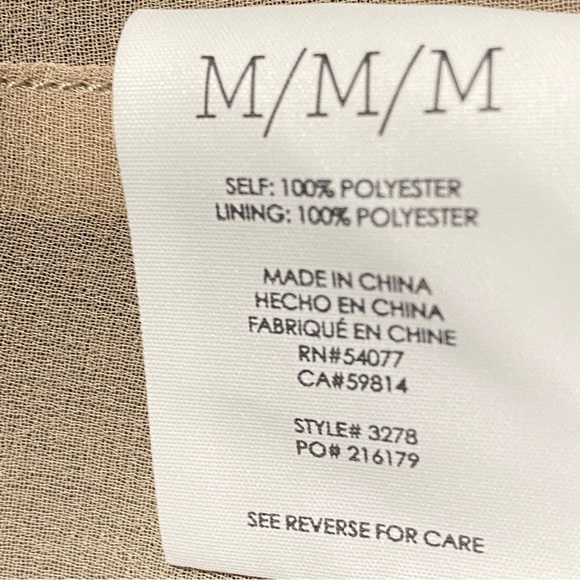 M/M/M
SELF: 100% POLYESTER
LINING: 100% POLYESTER
MADE IN CHINA
HECHO EN CHINA
FABRIQUÉ EN CHINE
RN#54077
CA#59814
STYLE# 3278
PO# 216179
SEE REVERSE FOR CARE